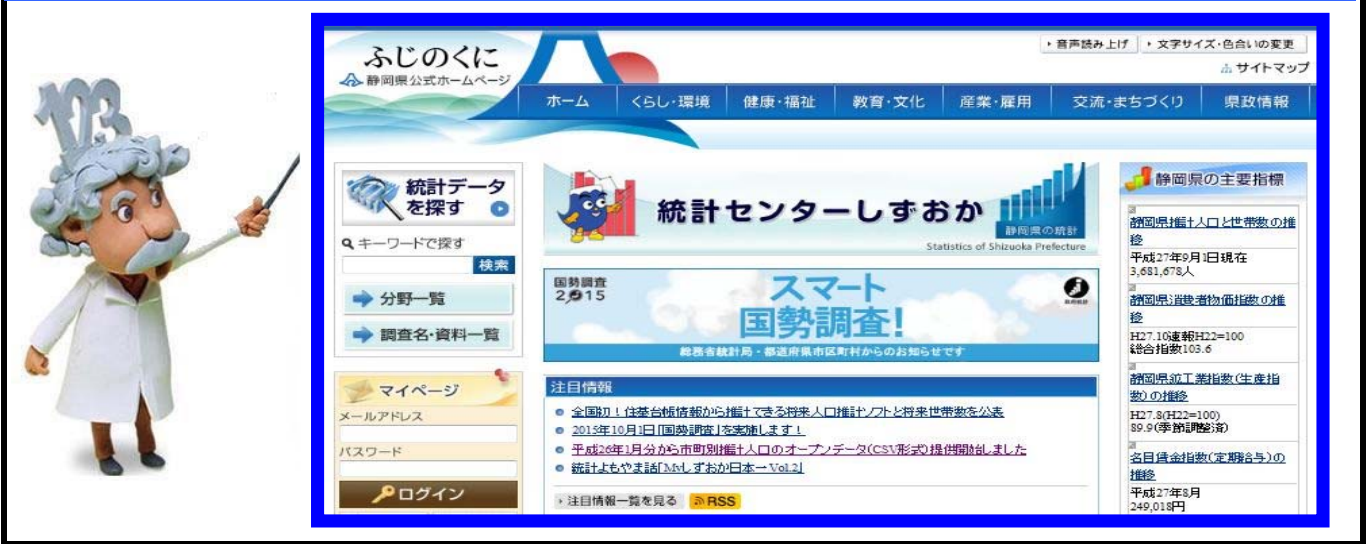 123
ふじのくに
静岡県公式ホームページ
音声読み上げ
文字サイズ・色合いの変更
サイトマップ
ホーム
くらし・環境
健康・福祉
教育・文化
産業・雇用
交流・まちづくり
県政情報
統計データ
を探す
キーワードで探す
検索
分野一覧
調査名・資料一覧
マイページ
メールアドレス
パスワード
ログイン
統計センターしずおか
静岡県の統計
Statistics of Shizuoka Prefecture
国勢調査
2015
スマート
国勢調査!
総務省統計局・都道府県市区町村からのお知らせです
注目情報
全国初!住基台帳情報から推計できる将来人口推計ソフトと将来世帯数を公表
2015年10月1日「国勢調査」を実施します!
平成26年1月分から市町別推計人口のオープンデータ(CSV形式)提供開始しました
統計よもやま話「Myしずおか日本一 Vol.2」
注目情報一覧を見る
RSS
静岡県の主要指標
静岡県推計人口と世帯数の推
移
平成27年9月1日現在
3,681,678人
静岡県消費者物価指数の推
移
H27.10速報H22=100
総合指数103.6
静岡県鉱工業指数(生産指
数)の推移
H27.8(H22=100)
89.9(季節調整済)
名目賃金指数(定期給与)の
推移
平成27年8月
249,018円